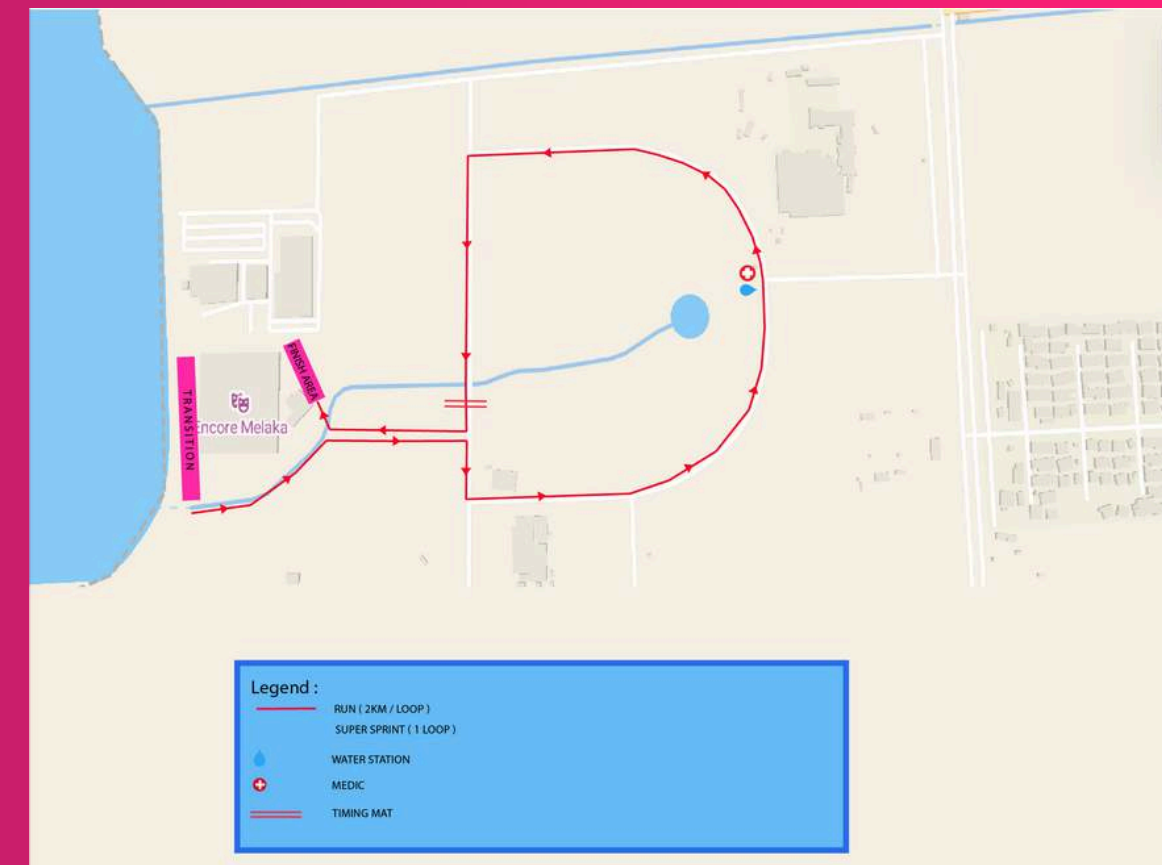 FINISH AREA
TRANSITION
Encore Melaka
Legend :
RUN ( 2KM / LOOP )
SUPER SPRINT ( 1 LOOP )
WATER STATION
MEDIC
TIMING MAT